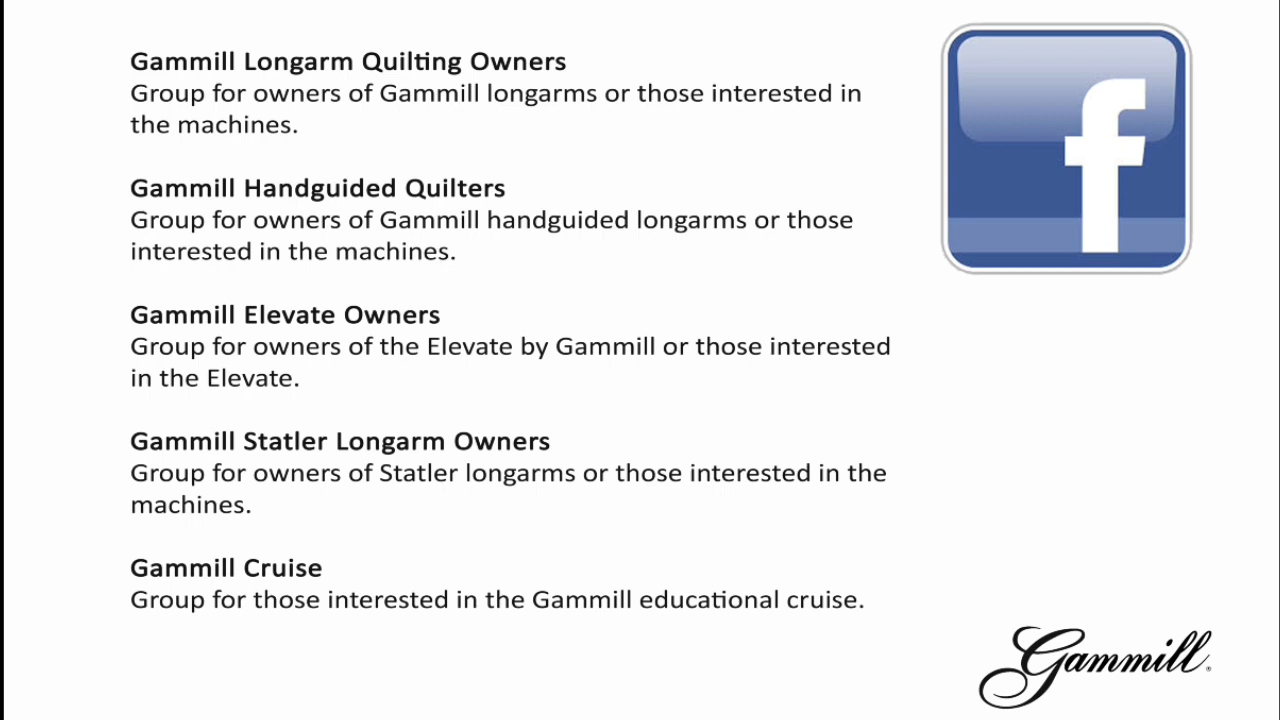 Gammill Longarm Quilting Owners
Group for owners of Gammill longarms or those interested in
the machines.
Gammill Handguided Quilters
Group for owners of Gammill handguided longarms or those
interested in the machines.
Gammill Elevate Owners
Group for owners of the Elevate by Gammill or those interested
in the Elevate.
Gammill Statler Longarm Owners
Group for owners of Statler longarms or those interested in the
machines.
Gammill Cruise
Group for those interested in the Gammill educational cruise.
f
Gammill®